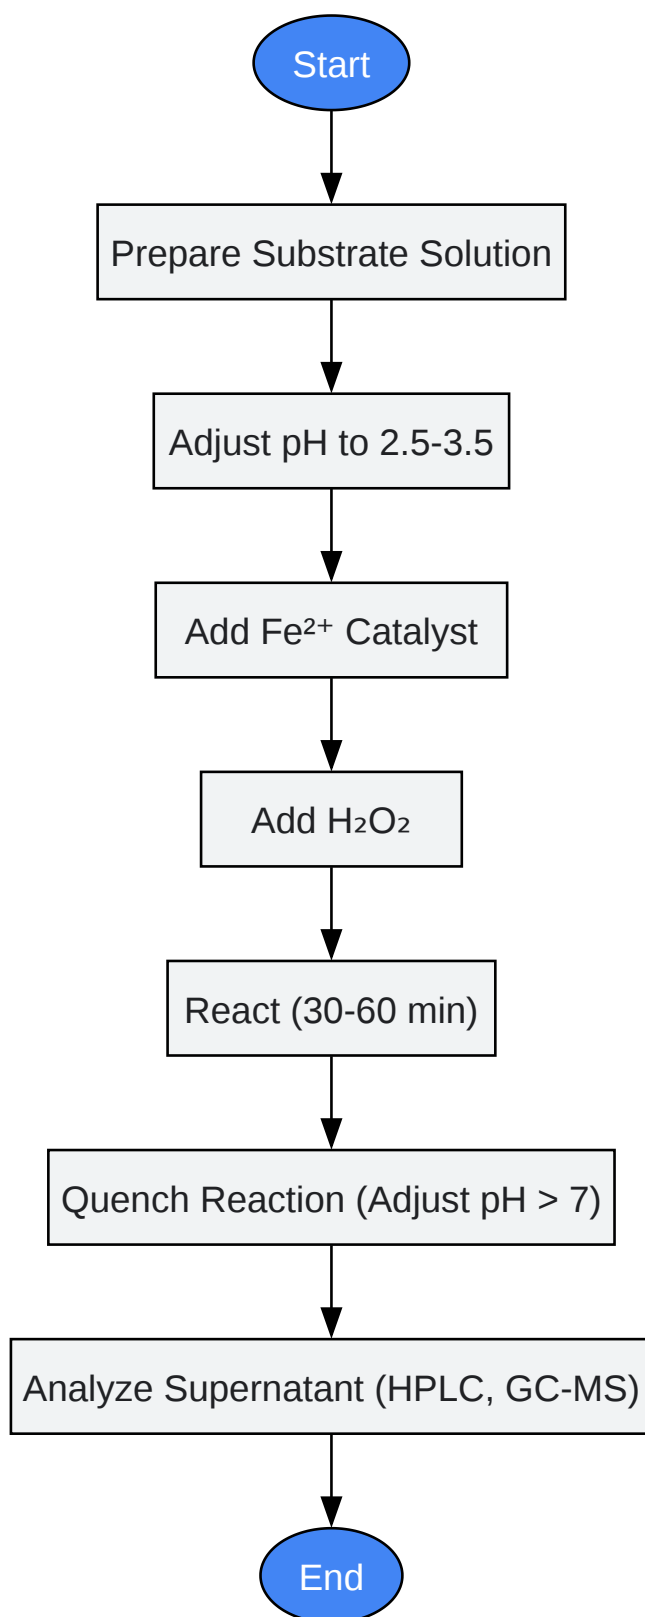 Start
Prepare Substrate Solution
Adjust pH to 2.5-3.5
Add Fe²⁺ Catalyst
Add H₂O₂
React (30-60 min)
Quench Reaction (Adjust pH > 7)
Analyze Supernatant (HPLC, GC-MS)
End